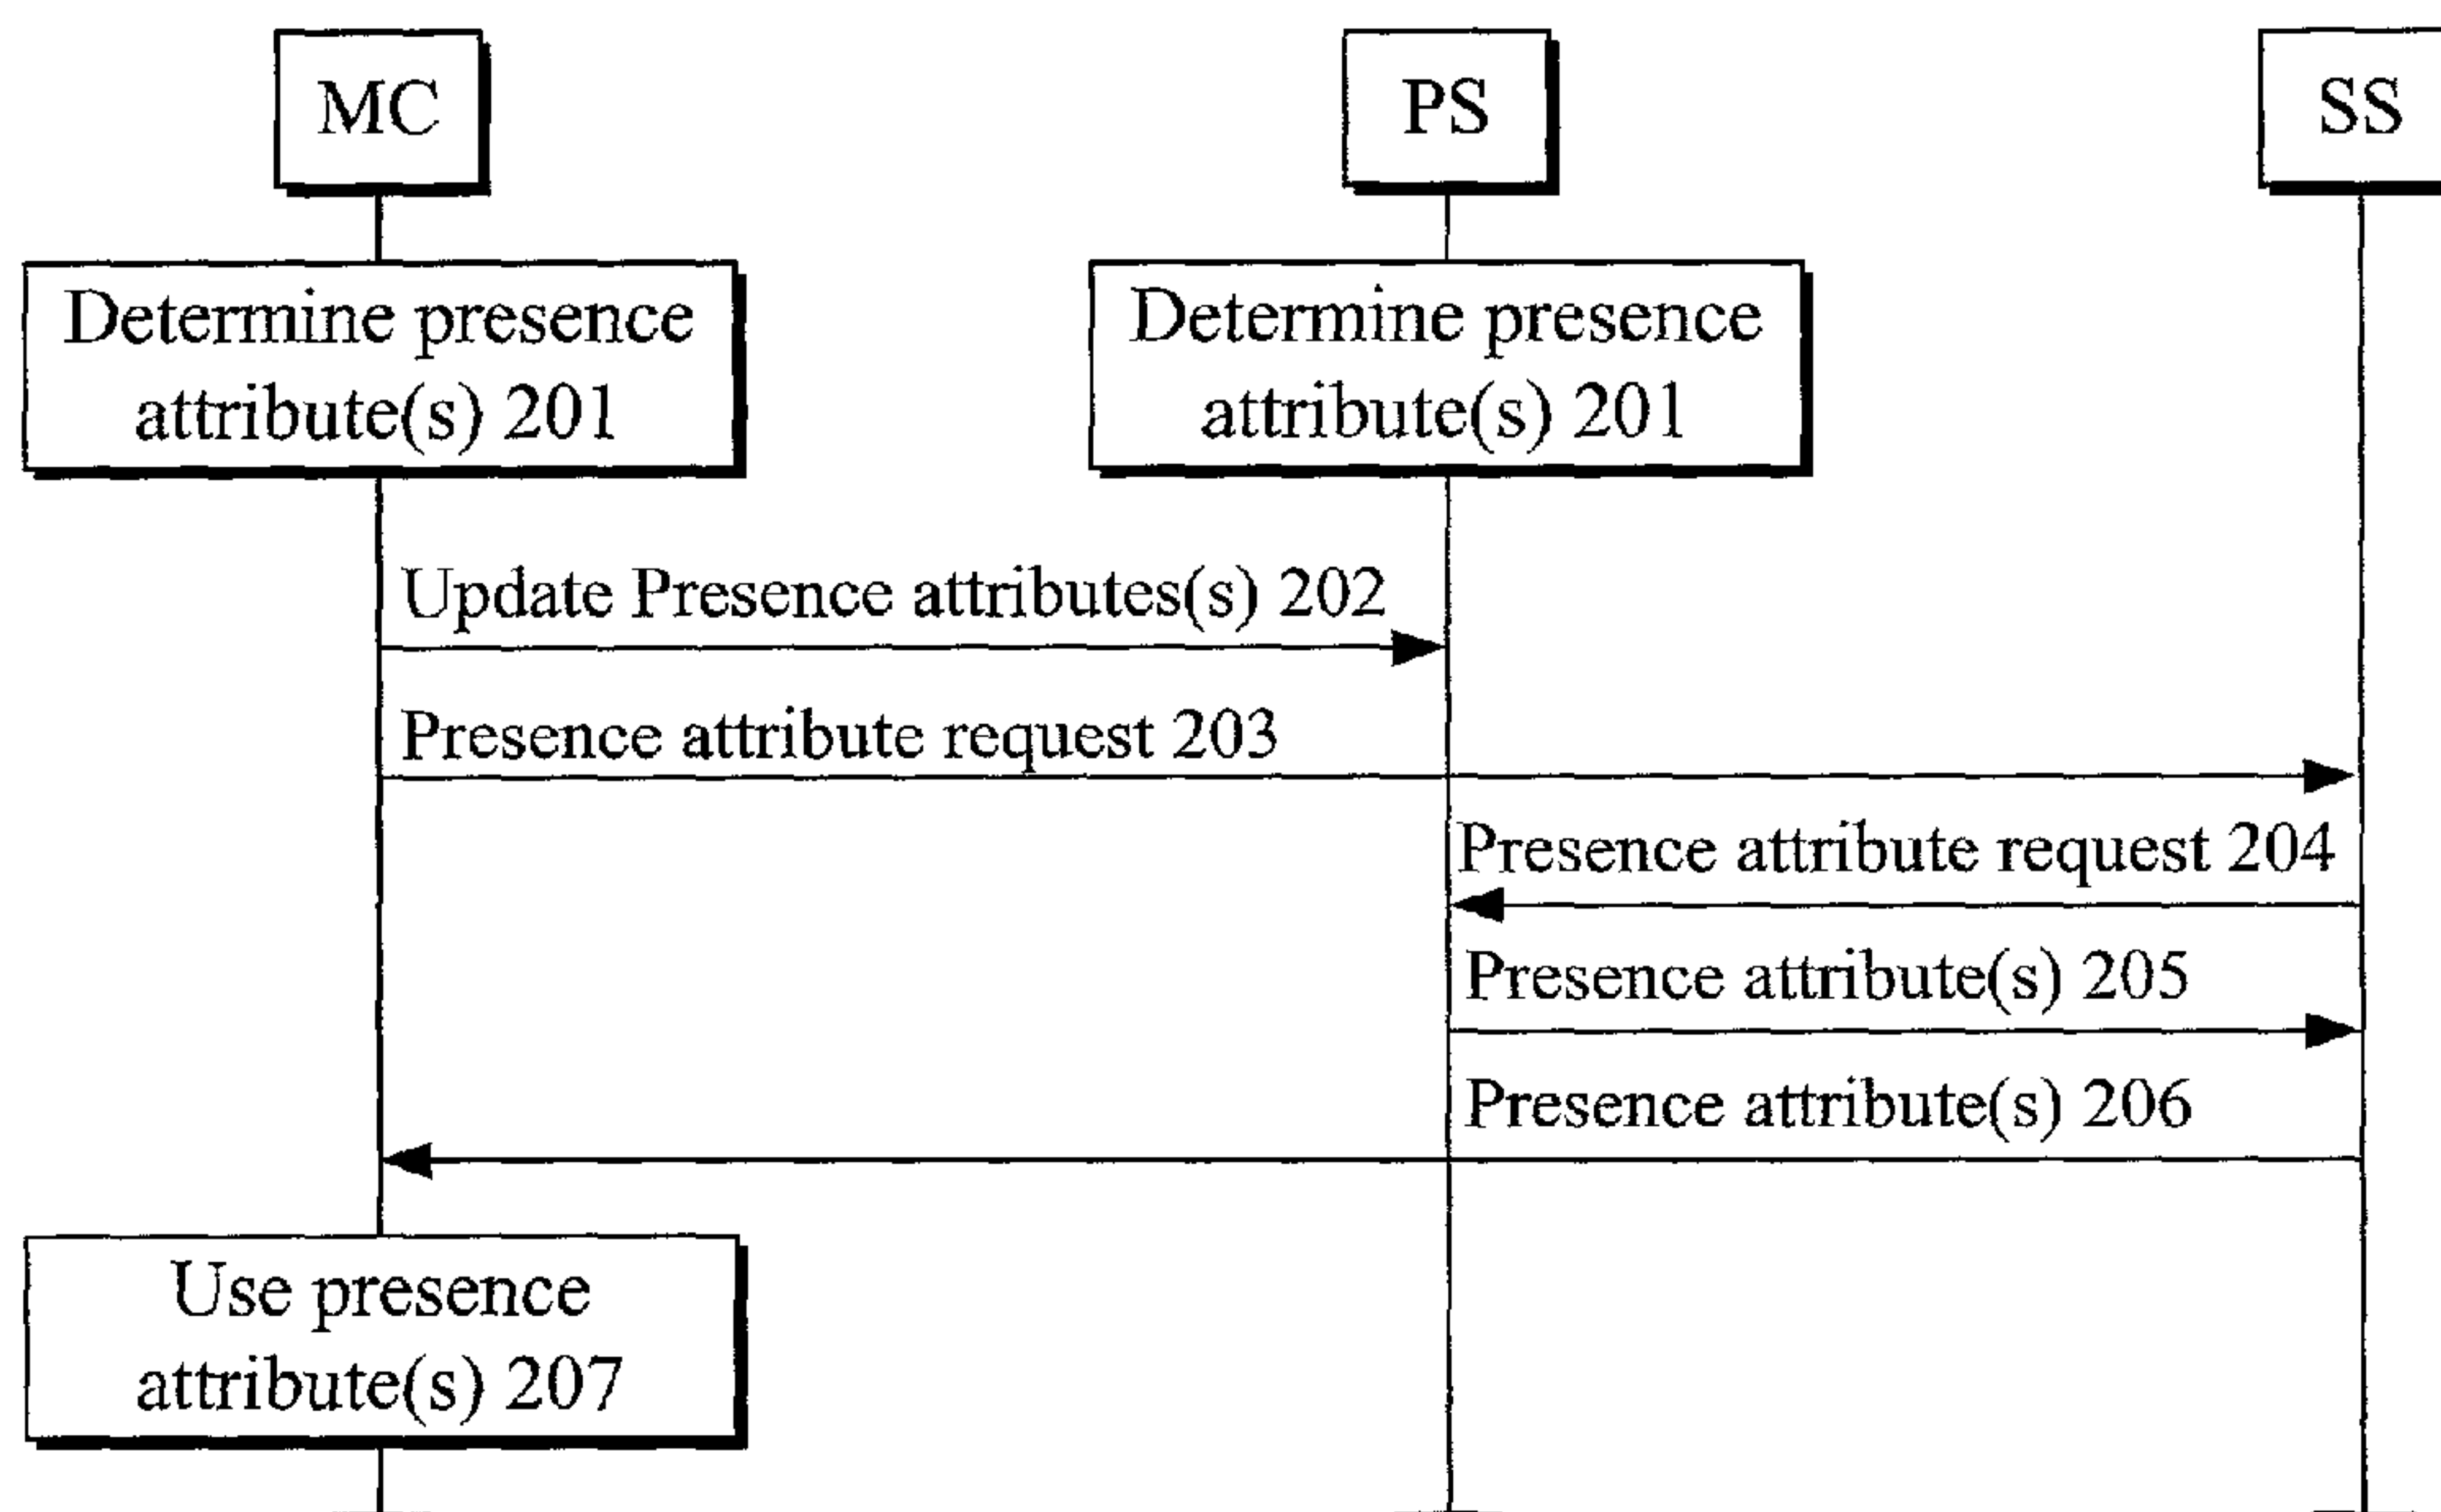 MC
PS
SS
Determine presence
attribute(s) 201
Determine presence
attribute(s) 201
Update Presence attributes(s) 202
Presence attribute request 203
Presence attribute request 204
Presence attribute(s) 205
Presence attribute(s) 206
Use presence
attribute(s) 207